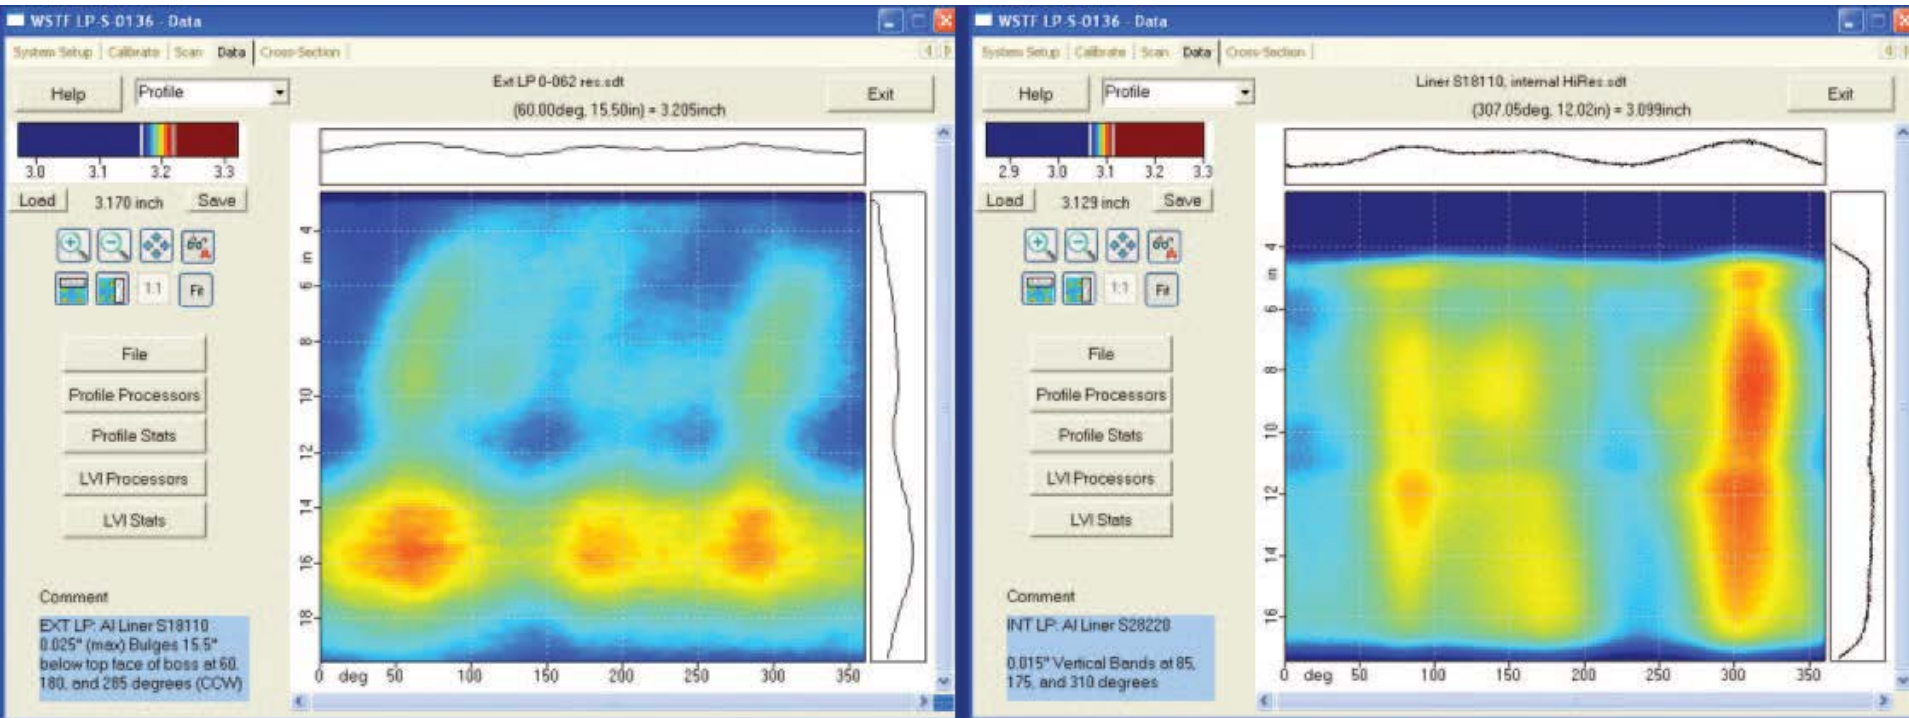 WSTF LP-S-0136 - Data
System Setup | Calibrate | Scan | Data | Cross-Section
Help
Profile
Ext LP 0-062 res.sdt
(60.00deg, 15.50in) = 3.205inch
Exit
3.0 3.1 3.2 3.3
Load 3.170 inch Save
1:1 Fit
File
Profile Processors
Profile Stats
LVI Processors
LVI Stats
Comment
EXT LP: Al Liner S18110
0.025" (max) Bulges 15.5"
below top face of boss at 60,
180, and 285 degrees (CCW)
4
in
6
8
10
12
14
16
18
0 deg 50 100 150 200 250 300 350
WSTF LP-S-0136 - Data
System Setup | Calibrate | Scan | Data | Cross-Section
Help
Profile
Liner S18110, internal HiRes.sdt
(307.05deg, 12.02in) = 3.099inch
Exit
2.9 3.0 3.1 3.2 3.3
Load 3.129 inch Save
1:1 Fit
File
Profile Processors
Profile Stats
LVI Processors
LVI Stats
Comment
INT LP: Al Liner S28220
0.015" Vertical Bands at 85,
175, and 310 degrees
4
in
6
8
10
12
14
16
0 deg 50 100 150 200 250 300 350